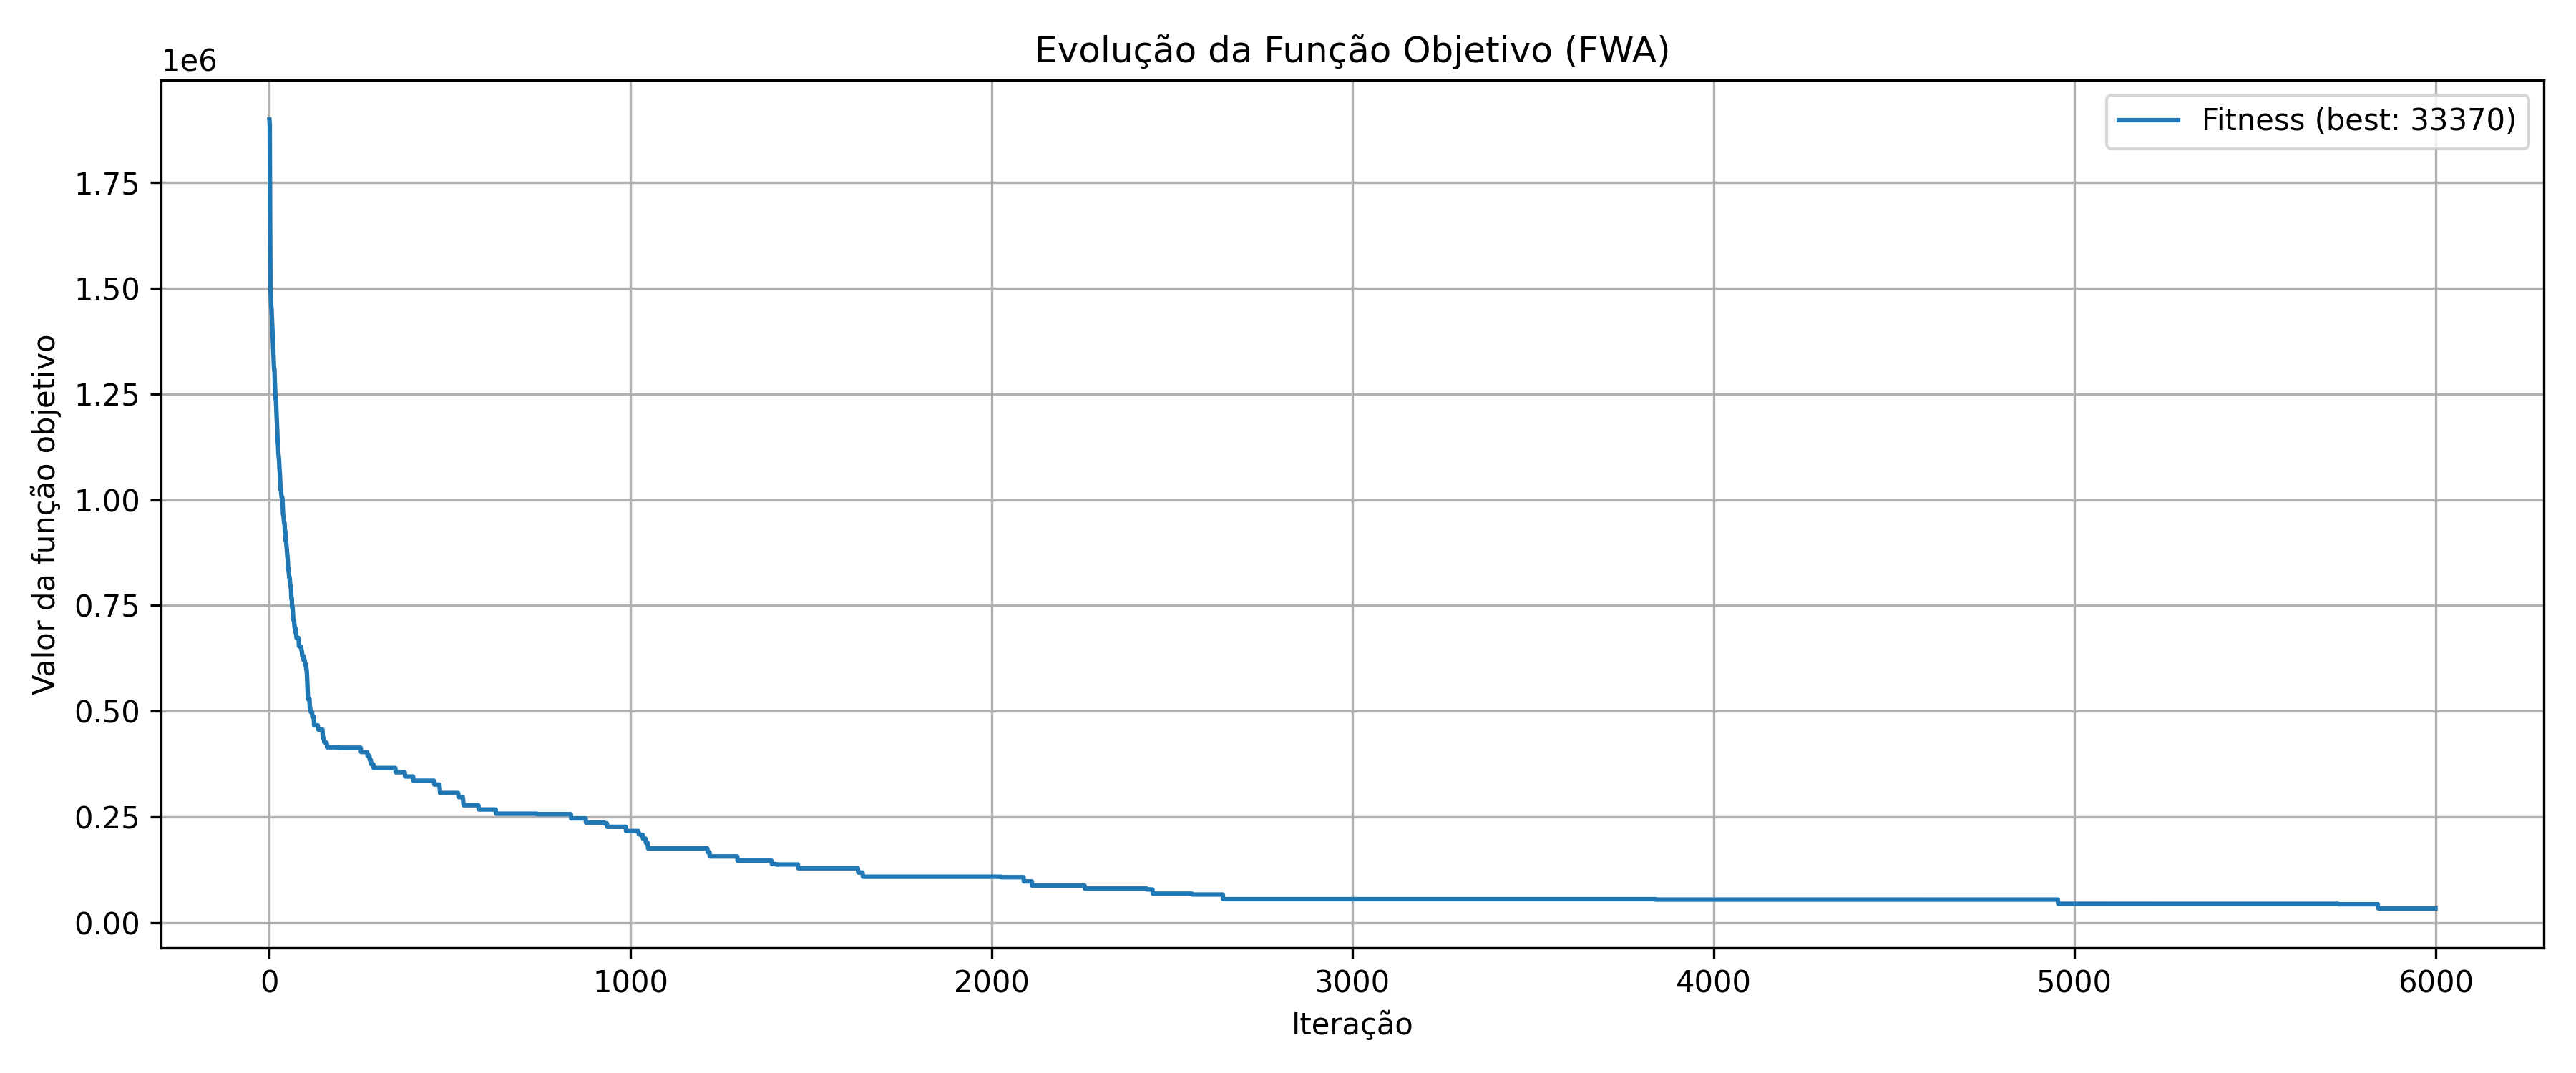 Evolução da Função Objetivo (FWA)
1e6
Fitness (best: 33370)
Valor da função objetivo
1.75
1.50
1.25
1.00
0.75
0.50
0.25
0.00
0 1000 2000 3000 4000 5000 6000
Iteração